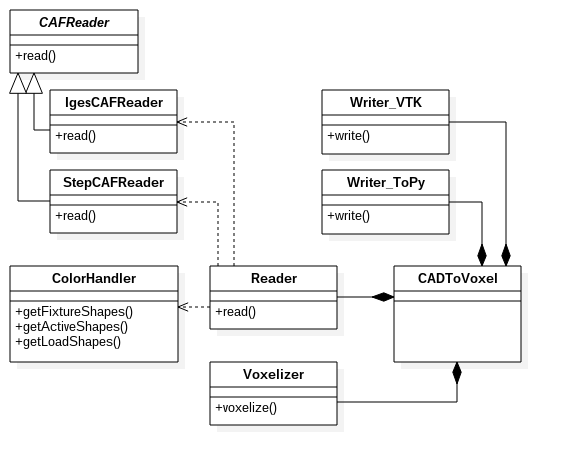 CAFReader
+read()
IgesCAFReader
+read()
Writer_VTK
+write()
StepCAFReader
+read()
Writer_ToPy
+write()
ColorHandler
+getFixtureShapes()
+getActiveShapes()
+getLoadShapes()
Reader
+read()
CADToVoxel
Voxelizer
+voxelize()